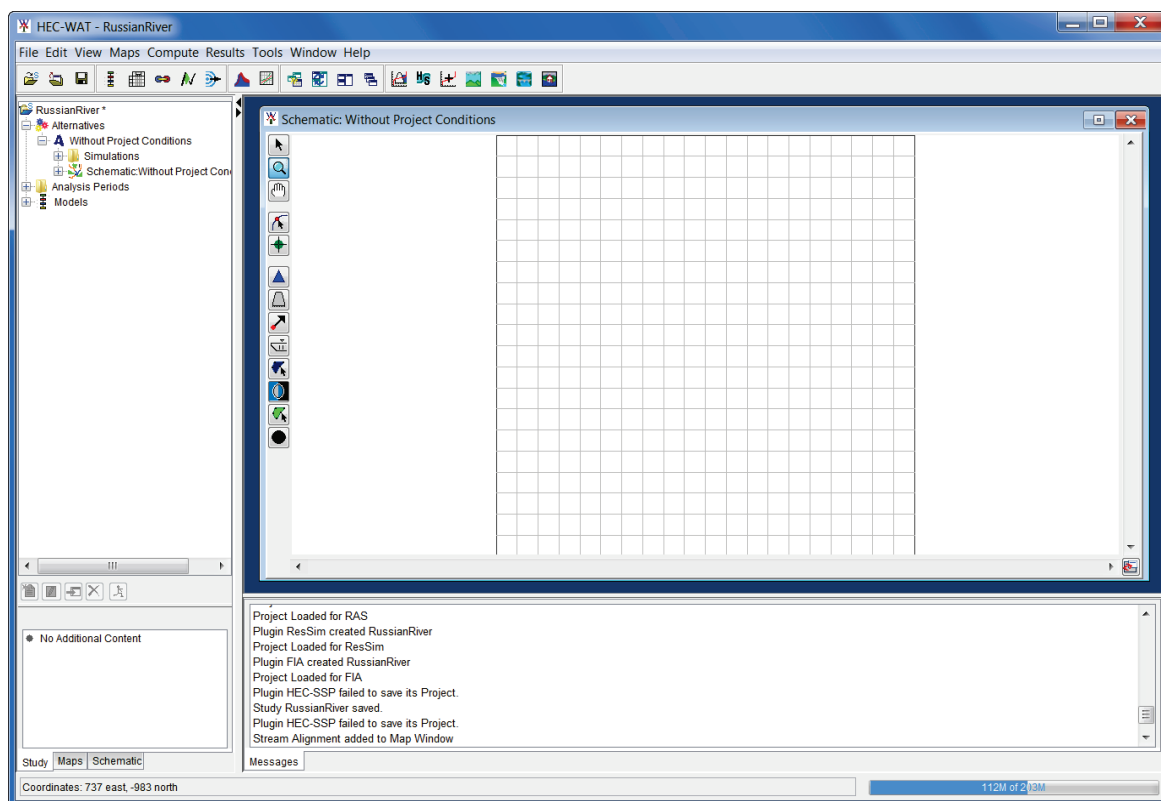 HEC-WAT - RussianRiver
File Edit View Maps Compute Results Tools Window Help
RussianRiver *
Alternatives
A Without Project Conditions
Simulations
Schematic:Without Project Con
Analysis Periods
Models
Schematic: Without Project Conditions
No Additional Content
Study Maps Schematic
Project Loaded for RAS
Plugin ResSim created RussianRiver
Project Loaded for ResSim
Plugin FIA created RussianRiver
Project Loaded for FIA
Plugin HEC-SSP failed to save its Project.
Study RussianRiver saved.
Plugin HEC-SSP failed to save its Project.
Stream Alignment added to Map Window
Messages
Coordinates: 737 east, -983 north
112M of 203M